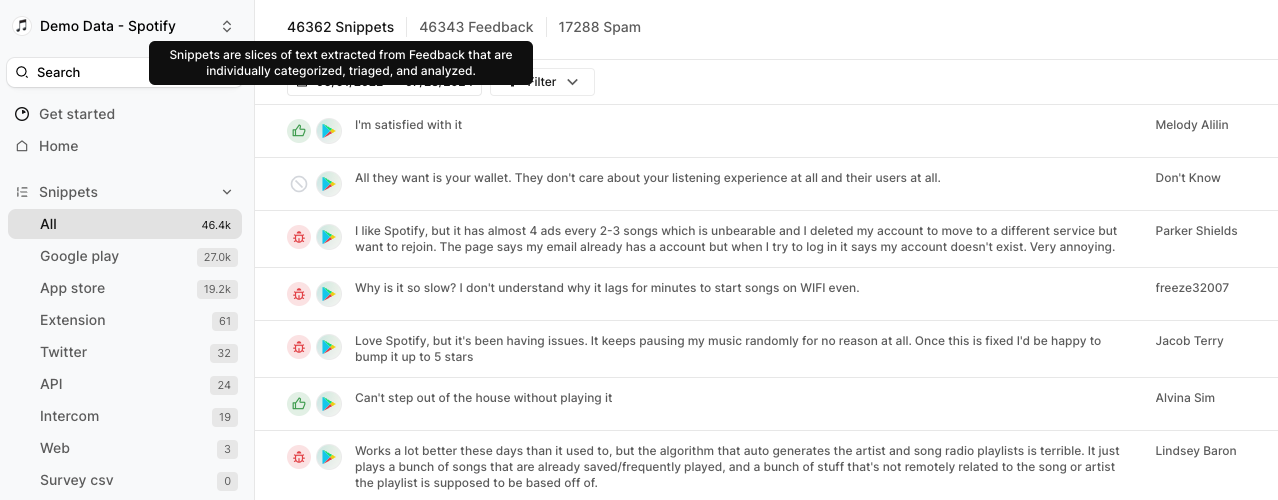 Demo Data - Spotify
46362 Snippets
46343 Feedback
17288 Spam
Snippets are slices of text extracted from Feedback that are
individually categorized, triaged, and analyzed.
Search
Get started
Home
Snippets
All 46.4k
Google play 27.0k
App store 19.2k
Extension 61
Twitter 32
API 24
Intercom 19
Web 3
Survey csv 0
I'm satisfied with it
Melody Alilin
All they want is your wallet. They don't care about your listening experience at all and their users at all.
Don't Know
I like Spotify, but it has almost 4 ads every 2-3 songs which is unbearable and I deleted my account to move to a different service but
want to rejoin. The page says my email already has a account but when I try to log in it says my account doesn't exist. Very annoying.
Parker Shields
Why is it so slow? I don't understand why it lags for minutes to start songs on WIFI even.
freeze32007
Love Spotify, but it's been having issues. It keeps pausing my music randomly for no reason at all. Once this is fixed I'd be happy to
bump it up to 5 stars
Jacob Terry
Can't step out of the house without playing it
Alvina Sim
Works a lot better these days than it used to, but the algorithm that auto generates the artist and song radio playlists is terrible. It just
plays a bunch of songs that are already saved/frequently played, and a bunch of stuff that's not remotely related to the song or artist
the playlist is supposed to be based off of.
Lindsey Baron